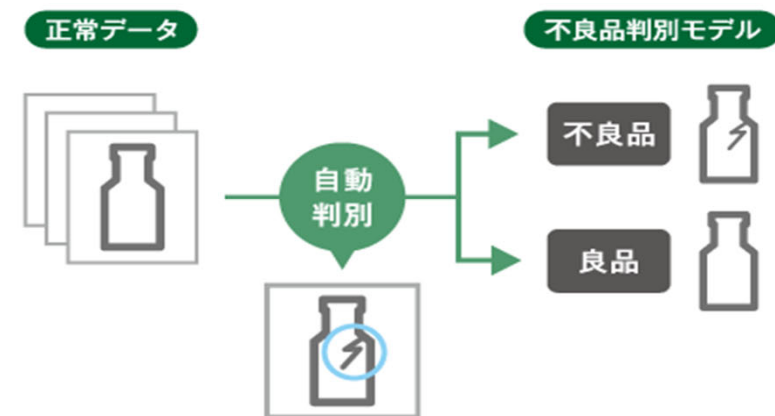 正常データ
不良品判別モデル
不良品
自動
判別
良品